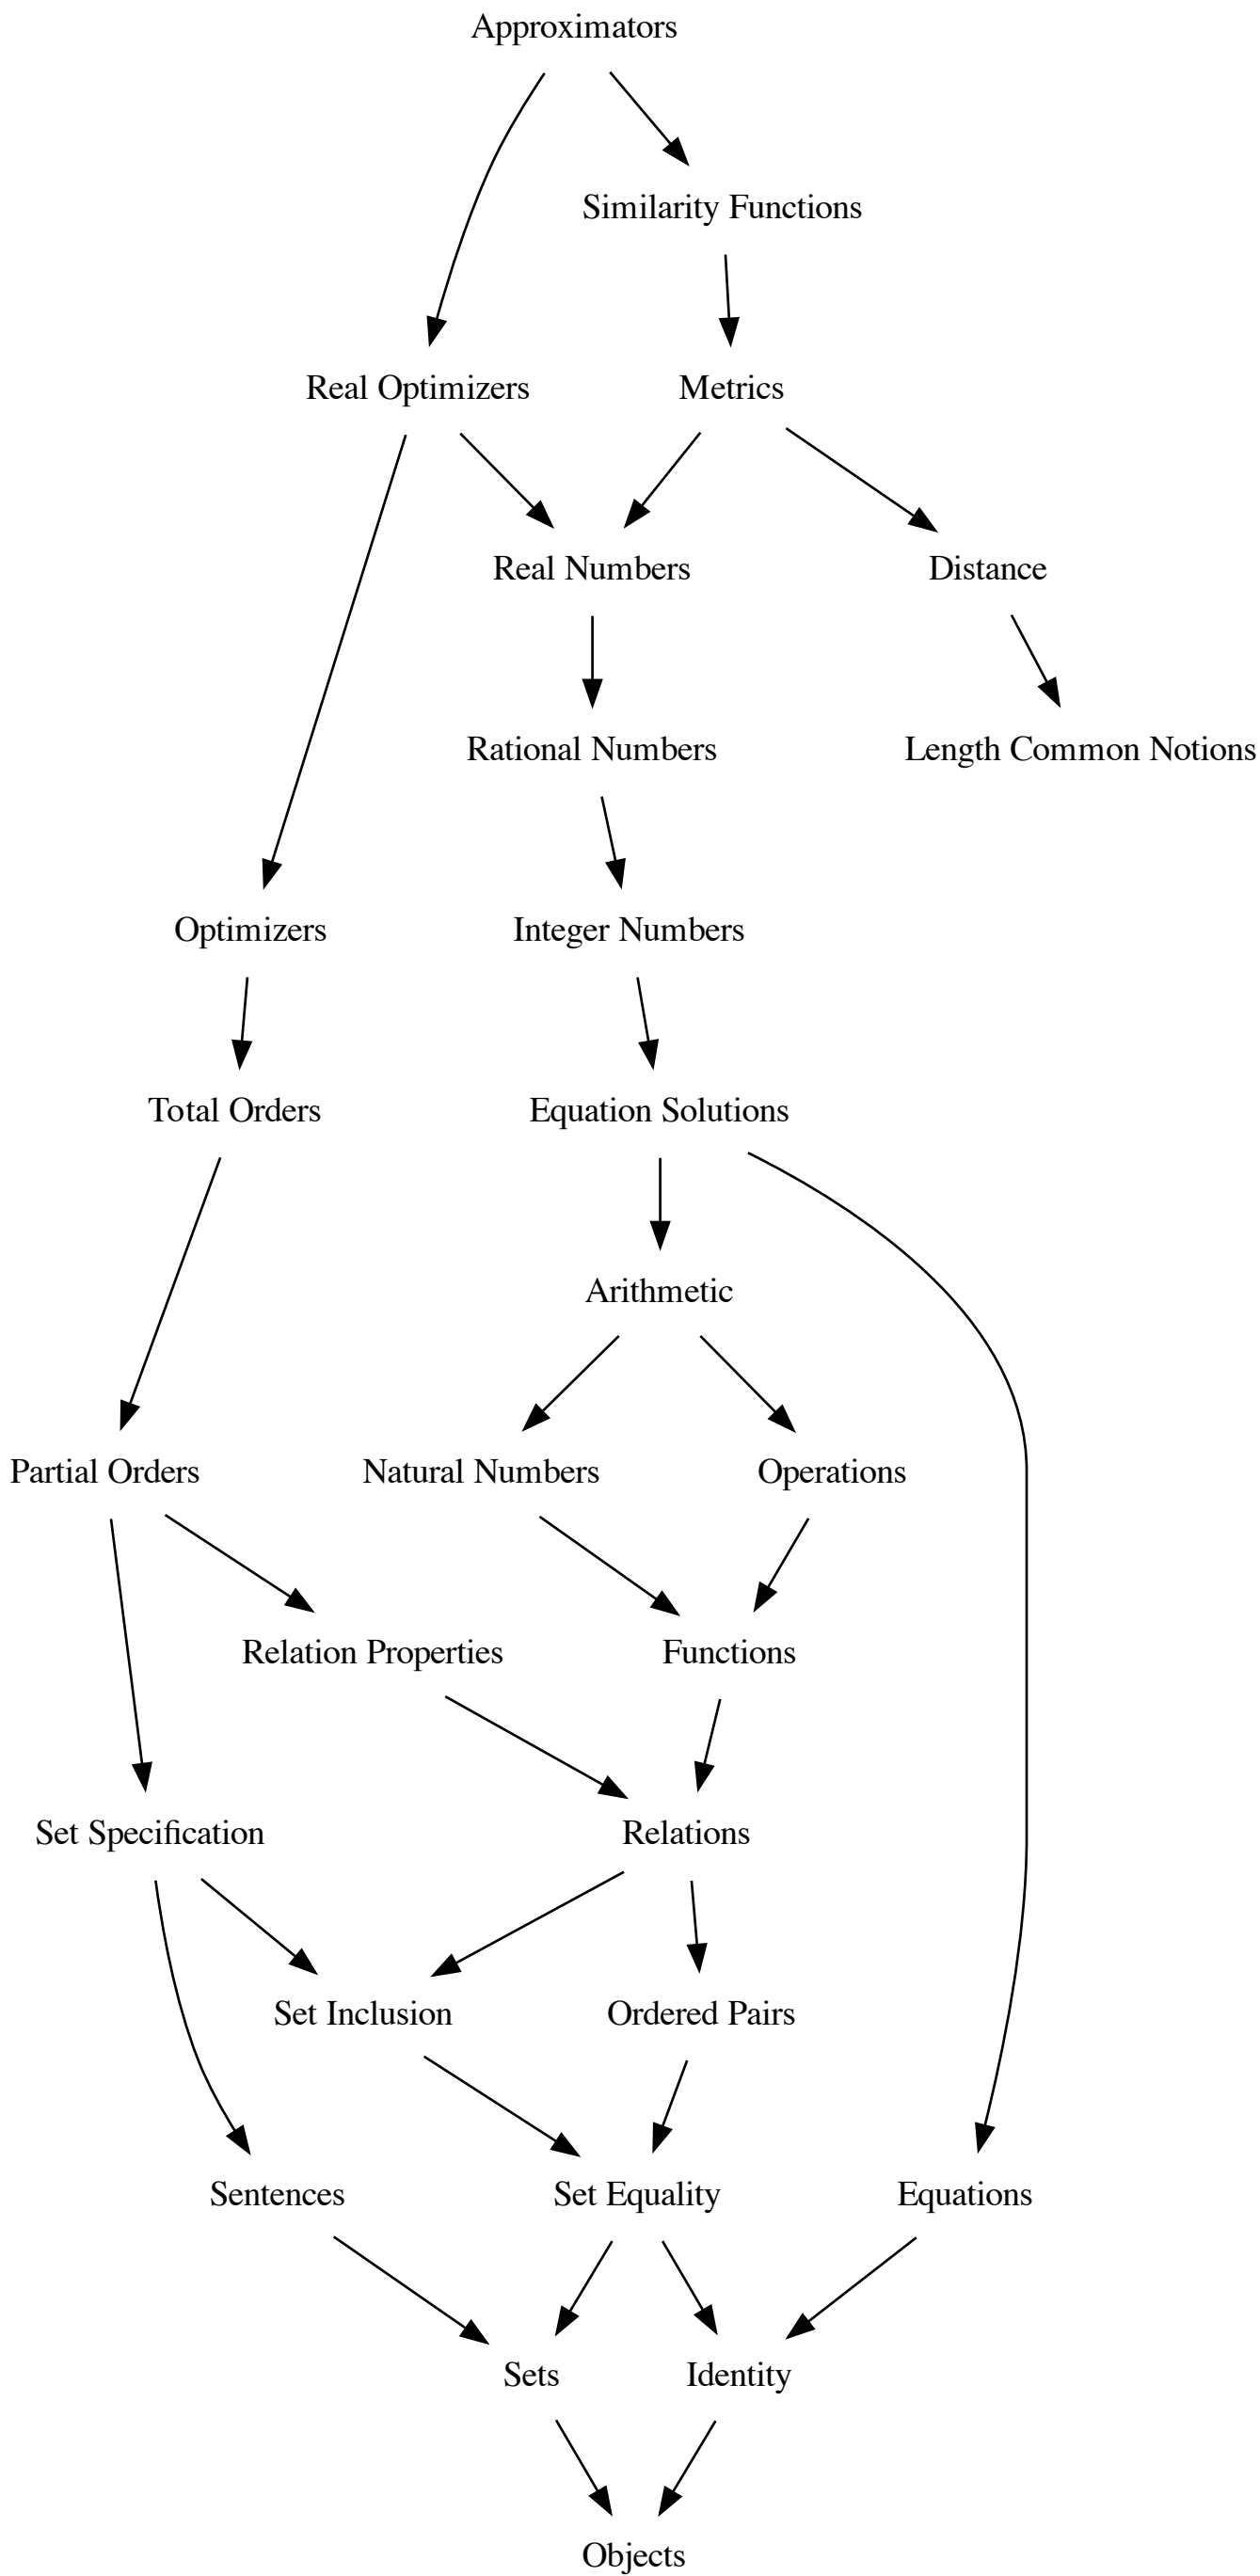 Approximators
Similarity Functions
Real Optimizers
Metrics
Real Numbers
Distance
Rational Numbers
Length Common Notions
Optimizers
Integer Numbers
Total Orders
Equation Solutions
Arithmetic
Partial Orders
Natural Numbers
Operations
Relation Properties
Functions
Set Specification
Relations
Set Inclusion
Ordered Pairs
Sentences
Set Equality
Equations
Sets
Identity
Objects